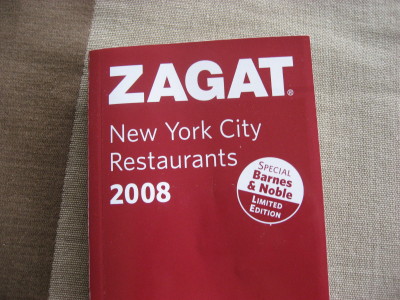 ZAGAT®
New York City
Restaurants
2008
SPECIAL
Barnes
& Noble
LIMITED
EDITION